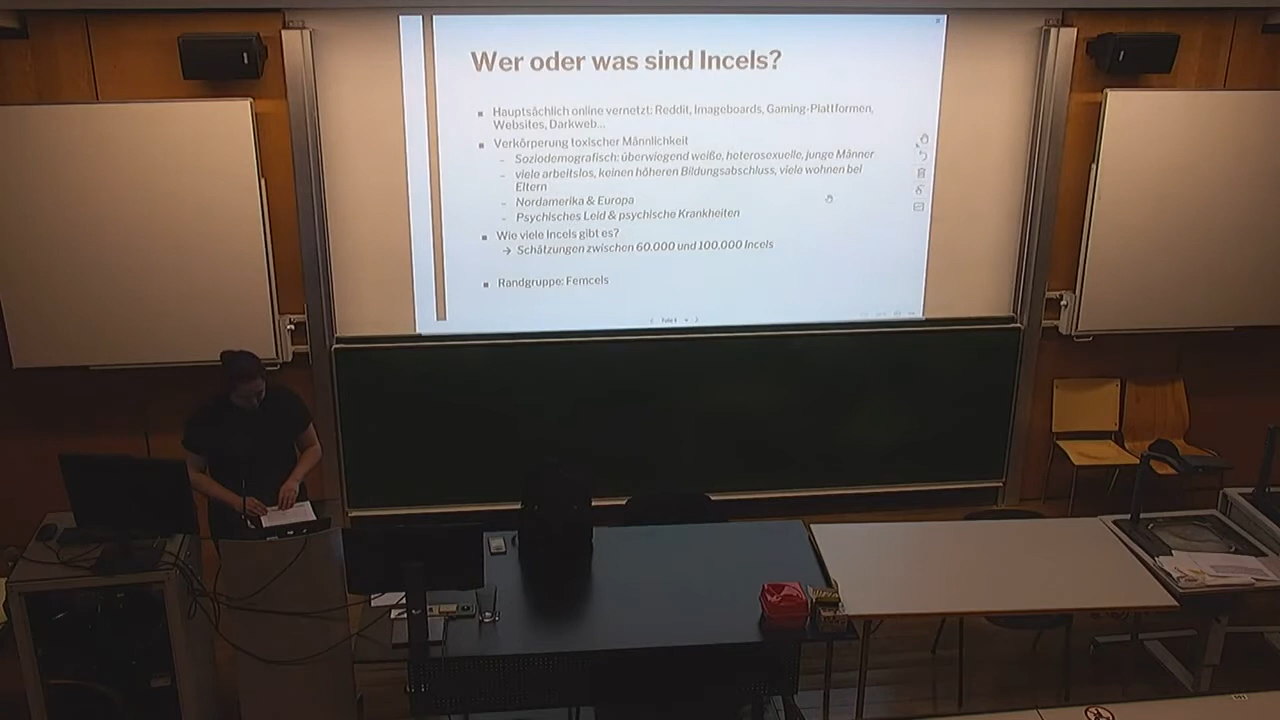 Wer oder was sind Incels?
Hauptsächlich online vernetzt: Reddit, Imageboards, Gaming-Plattformen,
Websites, Darkweb...
Verkörperung toxischer Männlichkeit
- Soziodemografisch: überwiegend weiße, heterosexuelle, junge Männer
- viele arbeitslos, keinen höheren Bildungsabschluss, viele wohnen bei
Eltern
- Nordamerika & Europa
- Psychisches Leid & psychische Krankheiten
Wie viele Incels gibt es?
→ Schätzungen zwischen 60.000 und 100.000 Incels
Randgruppe: Femcels